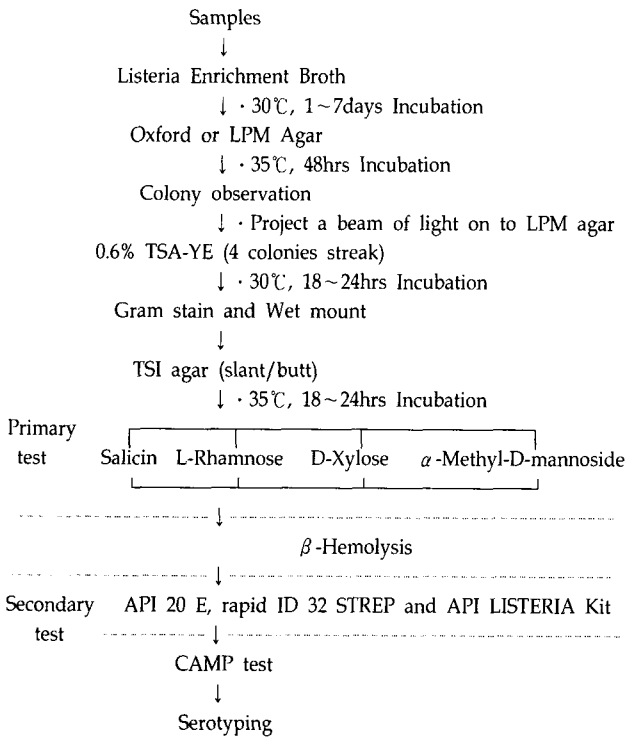 Samples
↓
Listeria Enrichment Broth
↓ · 30℃, 1~7days Incubation
Oxford or LPM Agar
↓ · 35℃, 48hrs Incubation
Colony observation
↓ · Project a beam of light on to LPM agar
0.6% TSA-YE (4 colonies streak)
↓ · 30℃, 18~24hrs Incubation
Gram stain and Wet mount
↓
TSI agar (slant/butt)
↓ · 35℃, 18~24hrs Incubation
Primary
test Salicin L-Rhamnose D-Xylose α-Methyl-D-mannoside
↓
β-Hemolysis
↓
Secondary API 20 E, rapid ID 32 STREP and API LISTERIA Kit
test
↓
CAMP test
↓
Serotyping